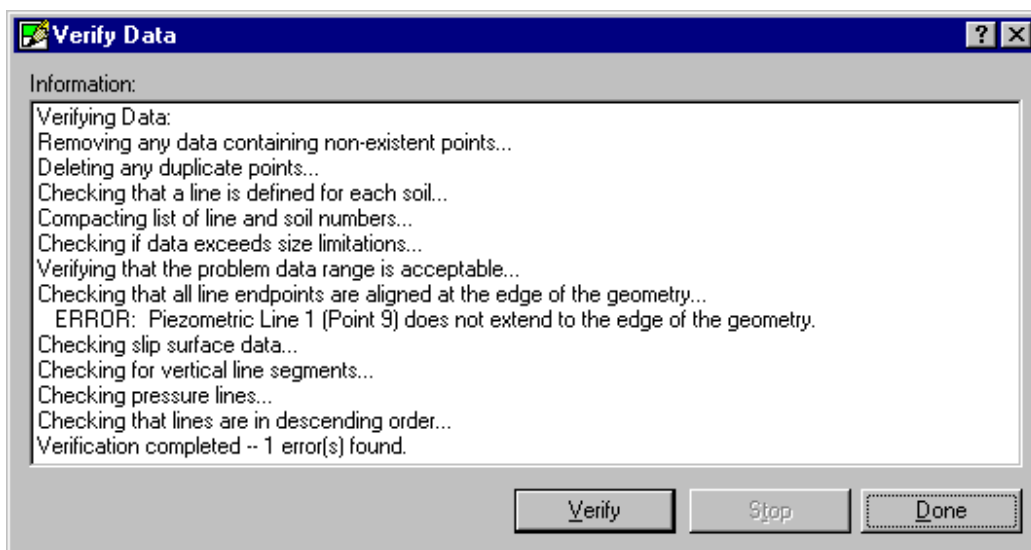 Verify Data
Information:
Verifying Data:
Removing any data containing non-existent points...
Deleting any duplicate points...
Checking that a line is defined for each soil...
Compacting list of line and soil numbers...
Checking if data exceeds size limitations...
Verifying that the problem data range is acceptable...
Checking that all line endpoints are aligned at the edge of the geometry...
ERROR: Piezometric Line 1 (Point 9) does not extend to the edge of the geometry.
Checking slip surface data...
Checking for vertical line segments...
Checking pressure lines...
Checking that lines are in descending order...
Verification completed -- 1 error(s) found.
Verify Stop Done